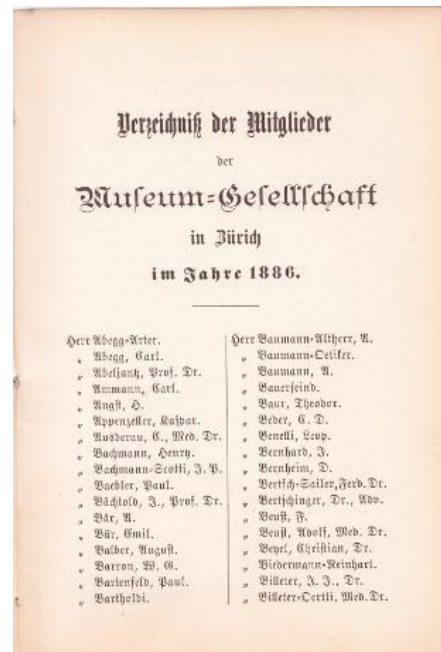 Verzeichniß der Mitglieder
der
Museum-Gesellschaft
in Zürich
im Jahre 1886.
Herr Abegg-Arter.
„ Abegg, Carl.
„ Abeljantz, Prof. Dr.
„ Ammann, Carl.
„ Angst, H.
„ Appenzeller, Kaspar.
„ Ausderau, C., Med. Dr.
„ Bachmann, Henry.
„ Bachmann-Scotti, J. P.
„ Baebler, Paul.
„ Bächtold, J., Prof. Dr.
„ Bär, A.
„ Bär, Emil.
„ Balber, August.
„ Barron, W. G.
„ Bartenfeld, Paul.
„ Bartholdi.
Herr Baumann-Altherr, A.
„ Baumann-Oetiker.
„ Baumann, A.
„ Bauerfeind.
„ Baur, Theodor.
„ Beder, C. D.
„ Benelli, Leop.
„ Bernhard, J.
„ Bernheim, D.
„ Bertsch-Sailer, Ferd. Dr.
„ Bertschinger, Dr., Adv.
„ Beust, F.
„ Beust, Adolf, Med. Dr.
„ Beyel, Christian, Dr.
„ Biedermann-Reinhart.
„ Billeter, J. J., Dr.
„ Billeter-Oertli, Med. Dr.